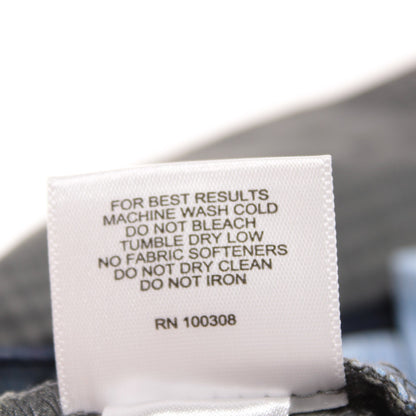 FOR BEST RESULTS
MACHINE WASH COLD
DO NOT BLEACH
TUMBLE DRY LOW
NO FABRIC SOFTENERS
DO NOT DRY CLEAN
DO NOT IRON
RN 100308